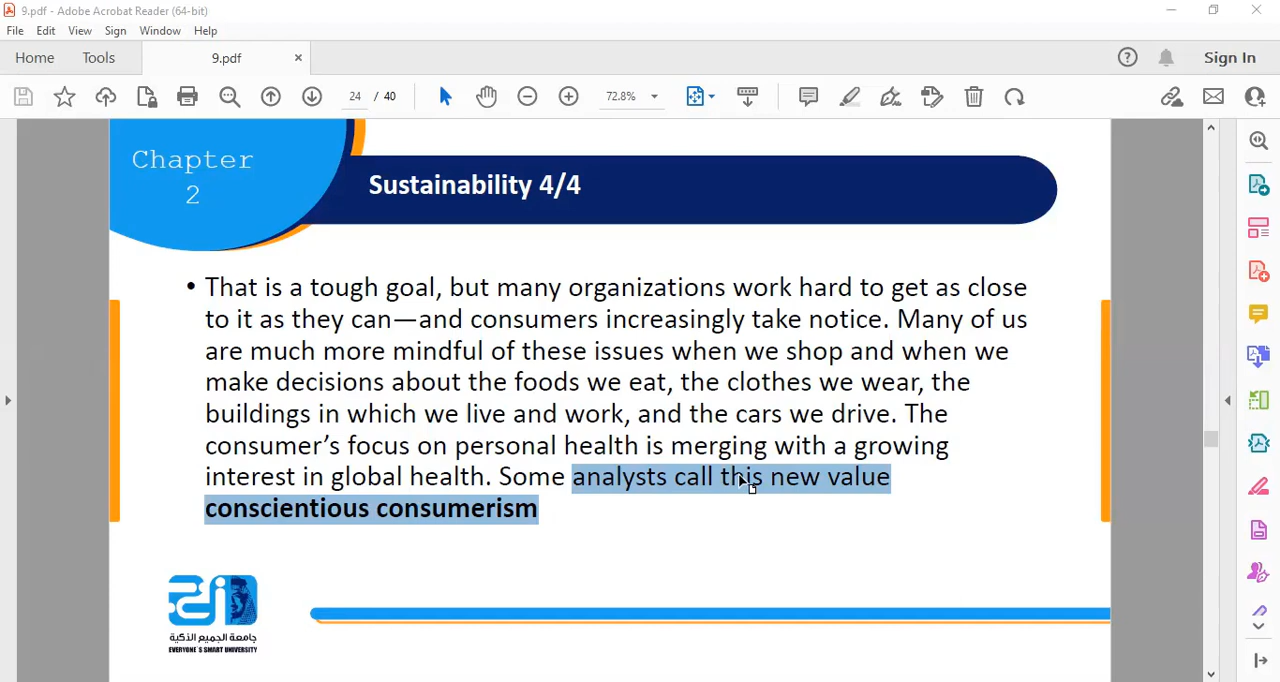 9.pdf - Adobe Acrobat Reader (64-bit)
File Edit View Sign Window Help
Home Tools 9.pdf × Sign In
24 / 40 72.8%
Chapter
2
Sustainability 4/4
• That is a tough goal, but many organizations work hard to get as close
to it as they can—and consumers increasingly take notice. Many of us
are much more mindful of these issues when we shop and when we
make decisions about the foods we eat, the clothes we wear, the
buildings in which we live and work, and the cars we drive. The
consumer’s focus on personal health is merging with a growing
interest in global health. Some analysts call this new value
conscientious consumerism
جامعة الجميع الذكية
EVERYONE'S SMART UNIVERSITY